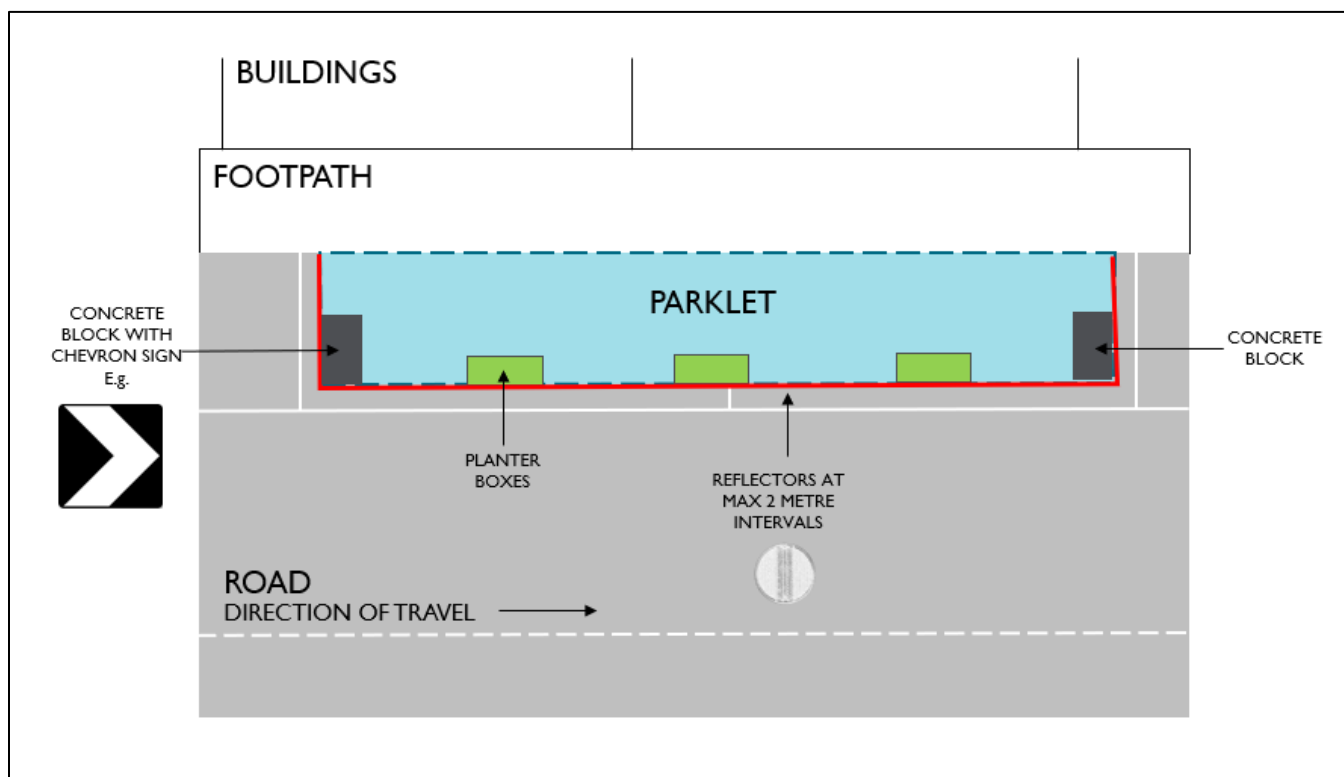 BUILDINGS
FOOTPATH
PARKLET
CONCRETE
BLOCK WITH
CHEVRON SIGN
E.g.
CONCRETE
BLOCK
PLANTER
BOXES
REFLECTORS AT
MAX 2 METRE
INTERVALS
ROAD
DIRECTION OF TRAVEL